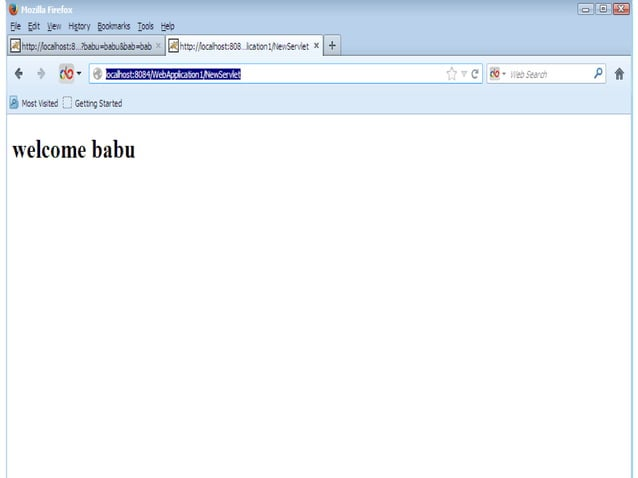 Mozilla Firefox
File Edit View History Bookmarks Tools Help
http://localhost:8...?babu=babu&bab=bab × http://localhost:808...lication1/NewServlet × +
ocalhost:8084/WebApplication1/NewServlet Web Search
Most Visited Getting Started
welcome babu